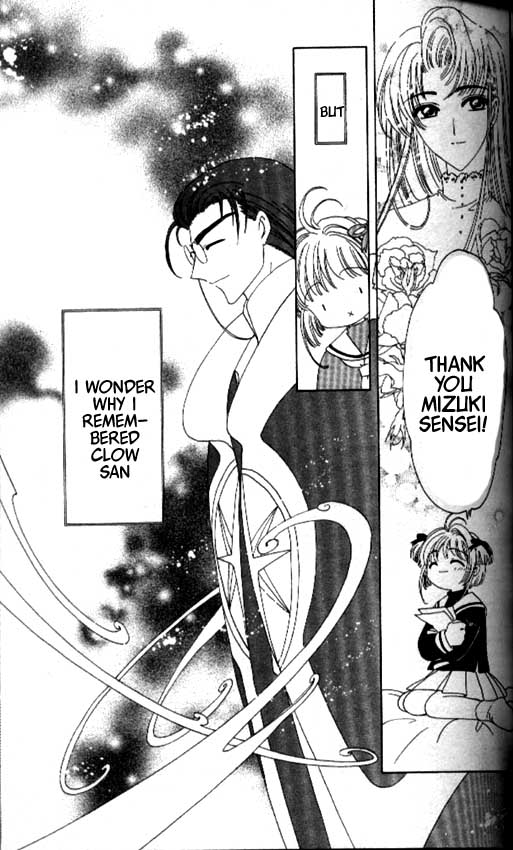 THANK
YOU
MIZUKI
SENSEI!
BUT
I WONDER
WHY I
REMEM-
BERED
CLOW
SAN